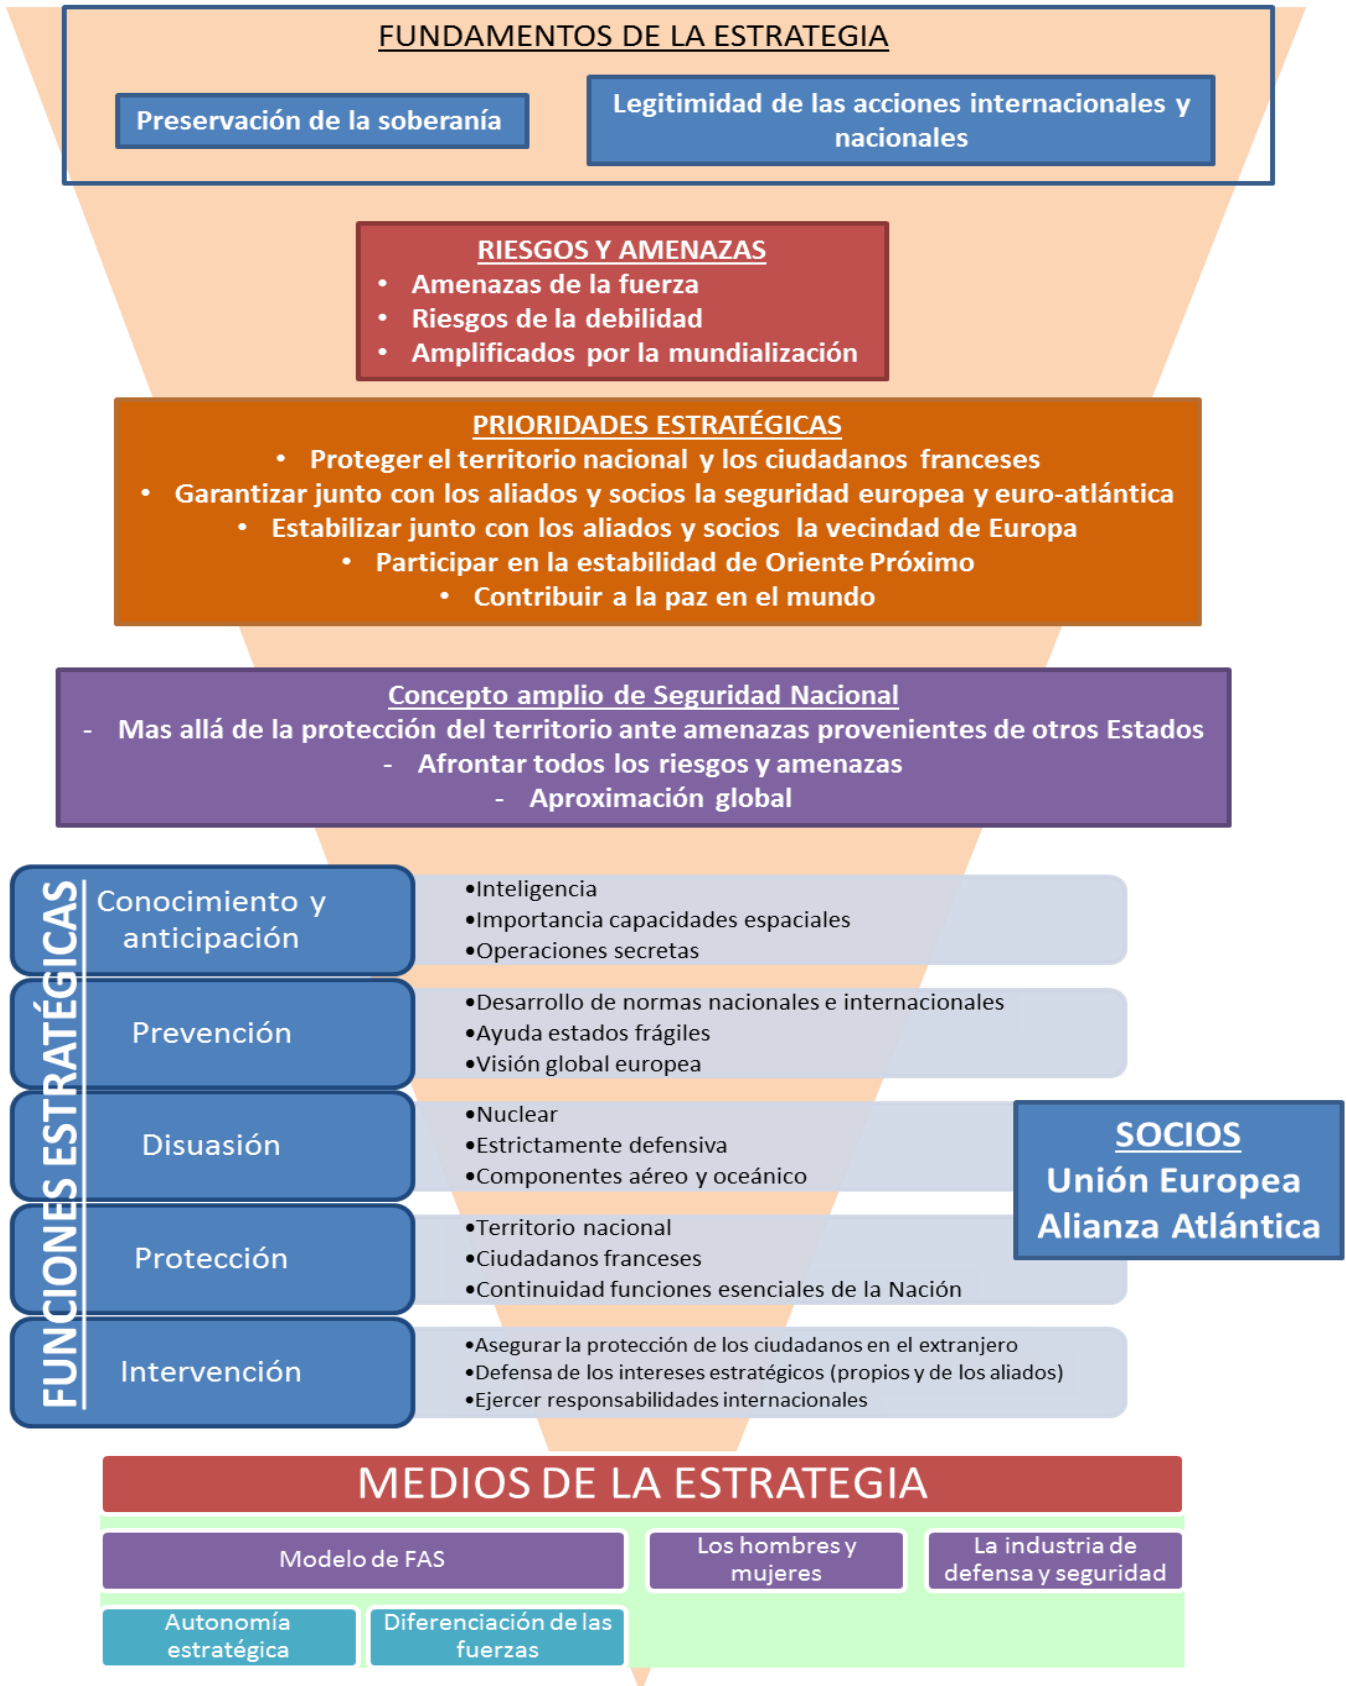 FUNDAMENTOS DE LA ESTRATEGIA
Preservación de la soberanía
Legitimidad de las acciones internacionales y
nacionales
RIESGOS Y AMENAZAS
• Amenazas de la fuerza
• Riesgos de la debilidad
• Amplificados por la mundialización
PRIORIDADES ESTRATÉGICAS
• Proteger el territorio nacional y los ciudadanos franceses
• Garantizar junto con los aliados y socios la seguridad europea y euro-atlántica
• Estabilizar junto con los aliados y socios la vecindad de Europa
• Participar en la estabilidad de Oriente Próximo
• Contribuir a la paz en el mundo
Concepto amplio de Seguridad Nacional
- Mas allá de la protección del territorio ante amenazas provenientes de otros Estados
- Afrontar todos los riesgos y amenazas
- Aproximación global
FUNCIONES ESTRATÉGICAS
Conocimiento y
anticipación
•Inteligencia
•Importancia capacidades espaciales
•Operaciones secretas
Prevención
•Desarrollo de normas nacionales e internacionales
•Ayuda estados frágiles
•Visión global europea
Disuasión
•Nuclear
•Estrictamente defensiva
•Componentes aéreo y oceánico
SOCIOS
Unión Europea
Alianza Atlántica
Protección
•Territorio nacional
•Ciudadanos franceses
•Continuidad funciones esenciales de la Nación
Intervención
•Asegurar la protección de los ciudadanos en el extranjero
•Defensa de los intereses estratégicos (propios y de los aliados)
•Ejercer responsabilidades internacionales
MEDIOS DE LA ESTRATEGIA
Modelo de FAS
Los hombres y
mujeres
La industria de
defensa y seguridad
Autonomía
estratégica
Diferenciación de las
fuerzas